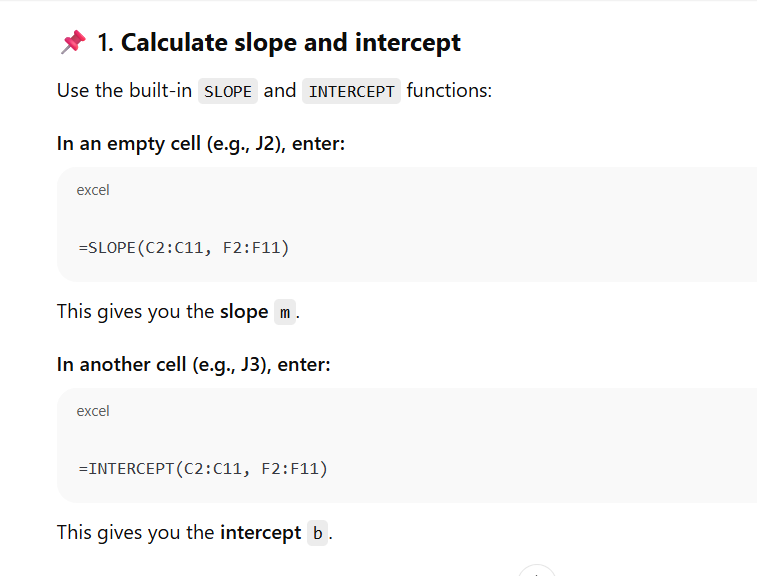 📌 1. Calculate slope and intercept
Use the built-in SLOPE and INTERCEPT functions:
In an empty cell (e.g., J2), enter:
excel
=SLOPE(C2:C11, F2:F11)
This gives you the slope m.
In another cell (e.g., J3), enter:
excel
=INTERCEPT(C2:C11, F2:F11)
This gives you the intercept b.